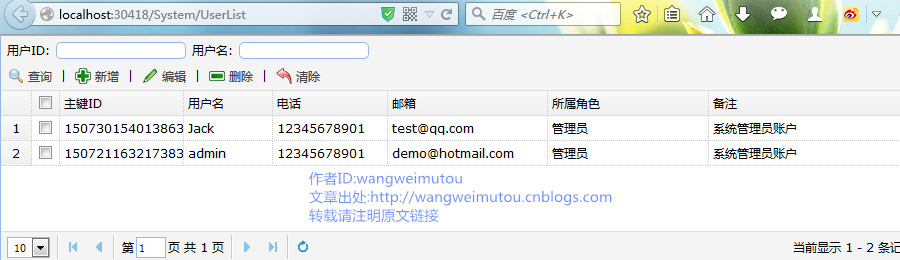 localhost:30418/System/UserList
百度 <Ctrl+K>
用户ID: 用户名:
查询 新增 编辑 删除 清除
主键ID 用户名 电话 邮箱 所属角色 备注
1 150730154013863 Jack 12345678901 test@qq.com 管理员 系统管理员账户
2 150721163217383 admin 12345678901 demo@hotmail.com 管理员 系统管理员账户
作者ID:wangweimutou
文章出处:http://wangweimutou.cnblogs.com
转载请注明原文链接
10 第 1 页 共 1 页 当前显示 1 - 2 条记